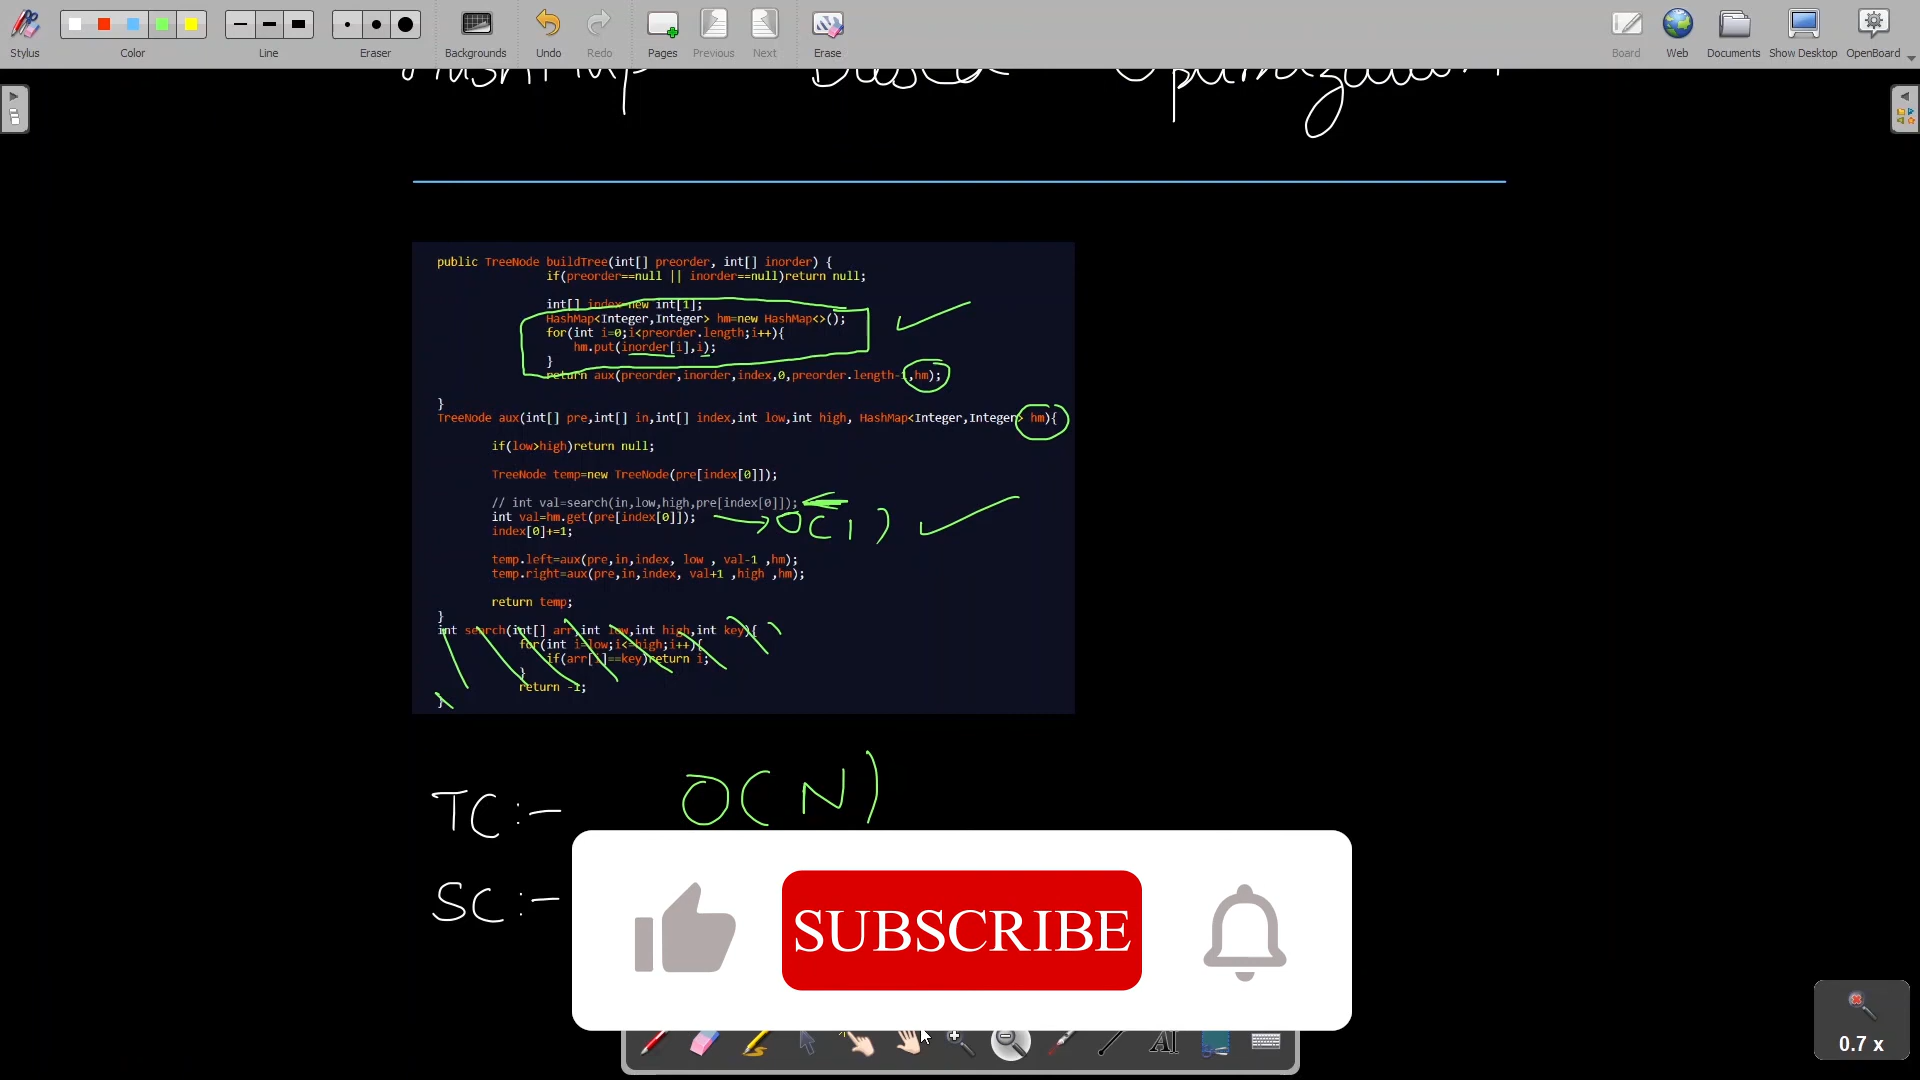 Stylus
Color
Line
Eraser
Backgrounds
Undo
Redo
Pages
Previous
Next
Erase
Board
Web
Documents
Show Desktop
OpenBoard
Based Optimization
public TreeNode buildTree(int[] preorder, int[] inorder) {
if(preorder==null || inorder==null)return null;
int[] index=new int[1];
HashMap<Integer,Integer> hm=new HashMap<>();
for(int i=0;i<preorder.length;i++){
hm.put(inorder[i],i);
}
return aux(preorder,inorder,index,0,preorder.length-1,hm);
}
TreeNode aux(int[] pre,int[] in,int[] index,int low,int high, HashMap<Integer,Integer> hm){
if(low>high)return null;
TreeNode temp=new TreeNode(pre[index[0]]);
// int val=search(in,low,high,pre[index[0]]);
int val=hm.get(pre[index[0]]); O(1)
index[0]+=1;
temp.left=aux(pre,in,index, low , val-1 ,hm);
temp.right=aux(pre,in,index, val+1 ,high ,hm);
return temp;
}
int search(int[] arr,int low,int high,int key){
for(int i=low;i<=high;i++){
if(arr[i]==key)return i;
}
return -1;
}
TC:- O(N)
SC:-
SUBSCRIBE
0.7 x